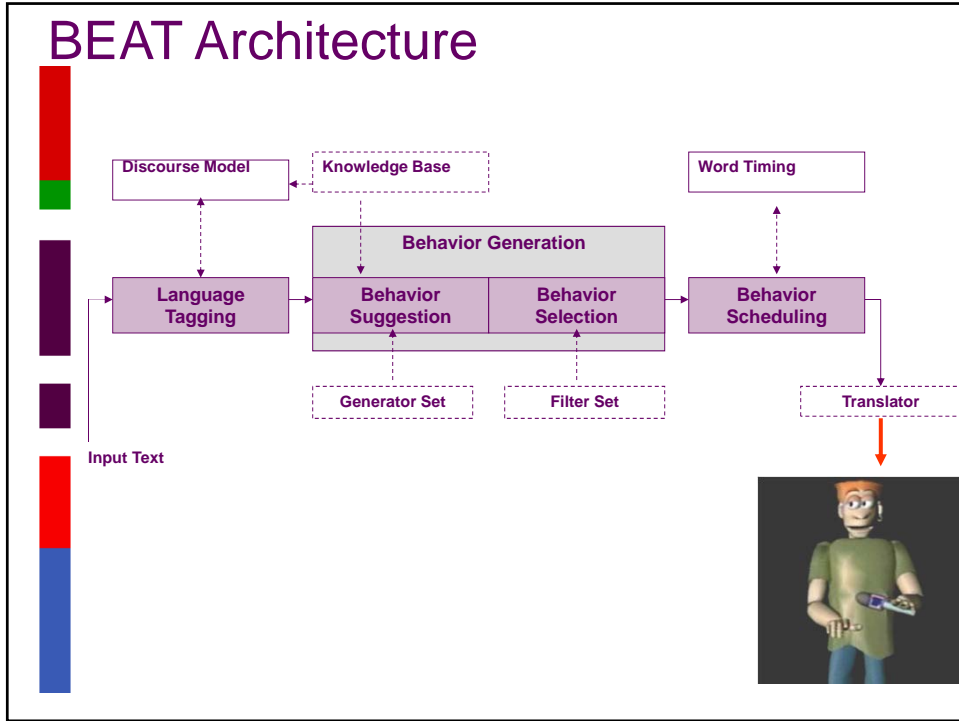 BEAT Architecture
Discourse Model
Knowledge Base
Word Timing
Behavior Generation
Language
Tagging
Behavior
Suggestion
Behavior
Selection
Behavior
Scheduling
Generator Set
Filter Set
Translator
Input Text